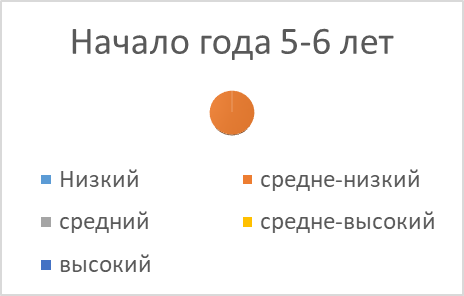 Начало года 5-6 лет
Низкий
средне-низкий
средний
средне-высокий
высокий